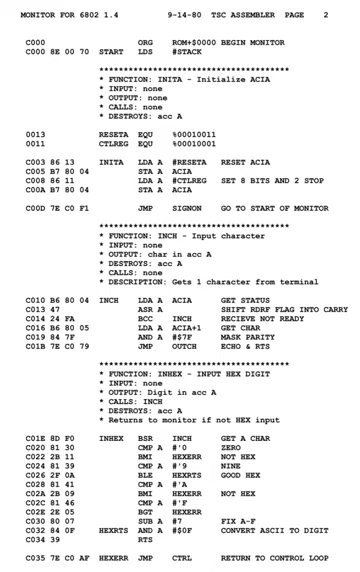 MONITOR FOR 6802 1.4          9-14-80  TSC ASSEMBLER  PAGE    2
C000                    ORG    ROM+$0000 BEGIN MONITOR
C000 8E 00 70  START    LDS    #STACK
***************************************
* FUNCTION: INITA - Initialize ACIA
* INPUT: none
* OUTPUT: none
* CALLS: none
* DESTROYS: acc A
0013           RESETA   EQU    %00010011
0011           CTLREG   EQU    %00010001
C003 86 13     INITA    LDA A  #RESETA   RESET ACIA
C005 B7 80 04           STA A  ACIA
C008 86 11              LDA A  #CTLREG   SET 8 BITS AND 2 STOP
C00A B7 80 04           STA A  ACIA
C00D 7E C0 F1           JMP    SIGNON    GO TO START OF MONITOR
***************************************
* FUNCTION: INCH - Input character
* INPUT: none
* OUTPUT: char in acc A
* DESTROYS: acc A
* CALLS: none
* DESCRIPTION: Gets 1 character from terminal
C010 B6 80 04  INCH     LDA A  ACIA      GET STATUS
C013 47                 ASR A            SHIFT RDRF FLAG INTO CARRY
C014 24 FA              BCC    INCH      RECIEVE NOT READY
C016 B6 80 05           LDA A  ACIA+1    GET CHAR
C019 84 7F              AND A  #$7F      MASK PARITY
C01B 7E C0 79           JMP    OUTCH     ECHO & RTS
***************************************
* FUNCTION: INHEX - INPUT HEX DIGIT
* INPUT: none
* OUTPUT: Digit in acc A
* CALLS: INCH
* DESTROYS: acc A
* Returns to monitor if not HEX input
C01E 8D F0     INHEX    BSR    INCH      GET A CHAR
C020 81 30              CMP A  #'0       ZERO
C022 2B 11              BMI    HEXERR    NOT HEX
C024 81 39              CMP A  #'9       NINE
C026 2F 0A              BLE    HEXRTS    GOOD HEX
C028 81 41              CMP A  #'A
C02A 2B 09              BMI    HEXERR    NOT HEX
C02C 81 46              CMP A  #'F
C02E 2E 05              BGT    HEXERR
C030 80 07              SUB A  #7        FIX A-F
C032 84 0F     HEXRTS   AND A  #$0F      CONVERT ASCII TO DIGIT
C034 39                 RTS
C035 7E C0 AF  HEXERR   JMP    CTRL      RETURN TO CONTROL LOOP